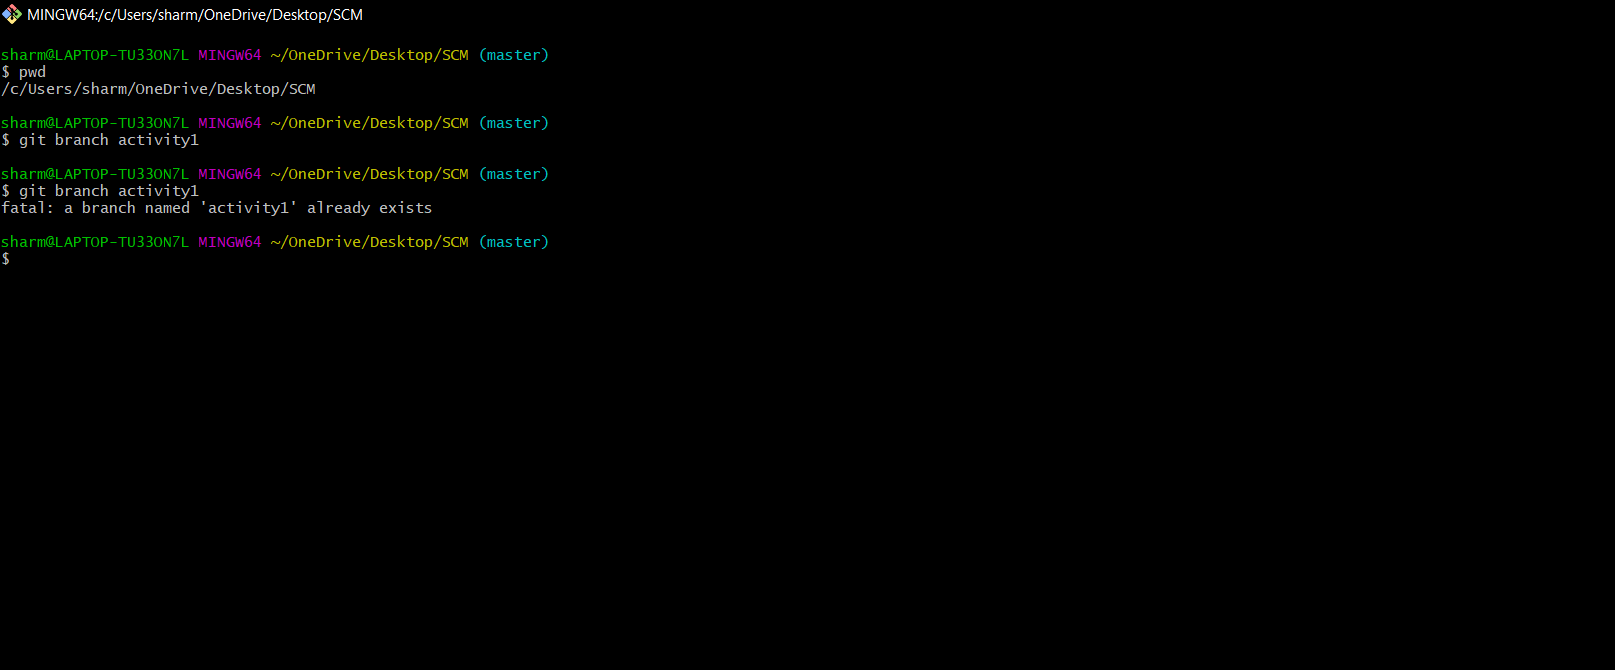 MINGW64:/c/Users/sharm/OneDrive/Desktop/SCM
sharm@LAPTOP-TU33ON7L MINGW64 ~/OneDrive/Desktop/SCM (master)
$ pwd
/c/Users/sharm/OneDrive/Desktop/SCM
sharm@LAPTOP-TU33ON7L MINGW64 ~/OneDrive/Desktop/SCM (master)
$ git branch activity1
sharm@LAPTOP-TU33ON7L MINGW64 ~/OneDrive/Desktop/SCM (master)
$ git branch activity1
fatal: a branch named 'activity1' already exists
sharm@LAPTOP-TU33ON7L MINGW64 ~/OneDrive/Desktop/SCM (master)
$